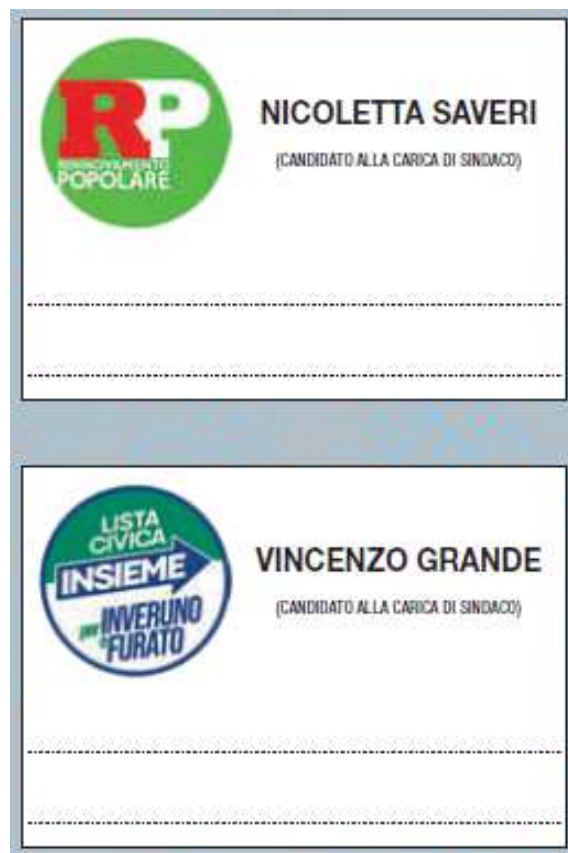 RP
RINNOVAMENTO
POPOLARE
NICOLETTA SAVERI
(CANDIDATO ALLA CARICA DI SINDACO)
LISTA
CIVICA
INSIEME
per INVERUNO
e FURATO
VINCENZO GRANDE
(CANDIDATO ALLA CARICA DI SINDACO)